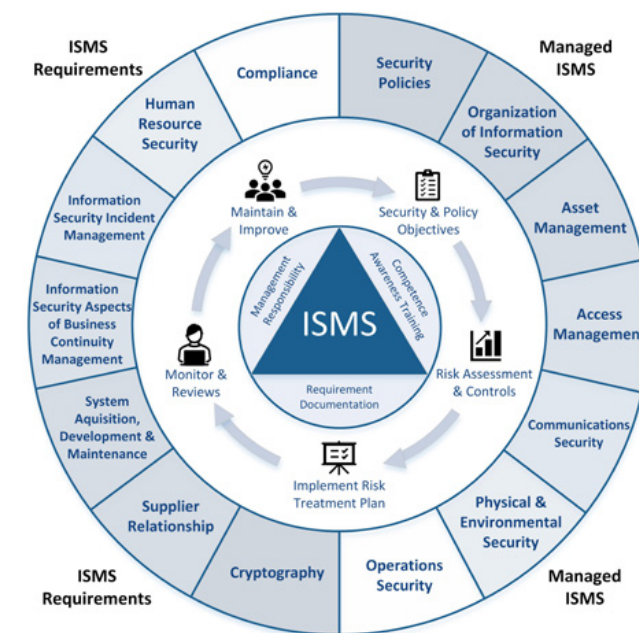 ISMS
Requirements
Managed
ISMS
Compliance
Security
Policies
Human
Resource
Security
Organization
of Information
Security
Information
Security Incident
Management
Asset
Management
Information
Security Aspects
of Business
Continuity
Management
Access
Management
System
Aquisition,
Development &
Maintenance
Communications
Security
Supplier
Relationship
Physical &
Environmental
Security
Cryptography
Operations
Security
ISMS
Requirements
Managed
ISMS
Maintain &
Improve
Security & Policy
Objectives
Monitor &
Reviews
Risk Assessment
& Controls
Implement Risk
Treatment Plan
Management
Responsibility
Competence
Awareness Training
ISMS
Requirement
Documentation